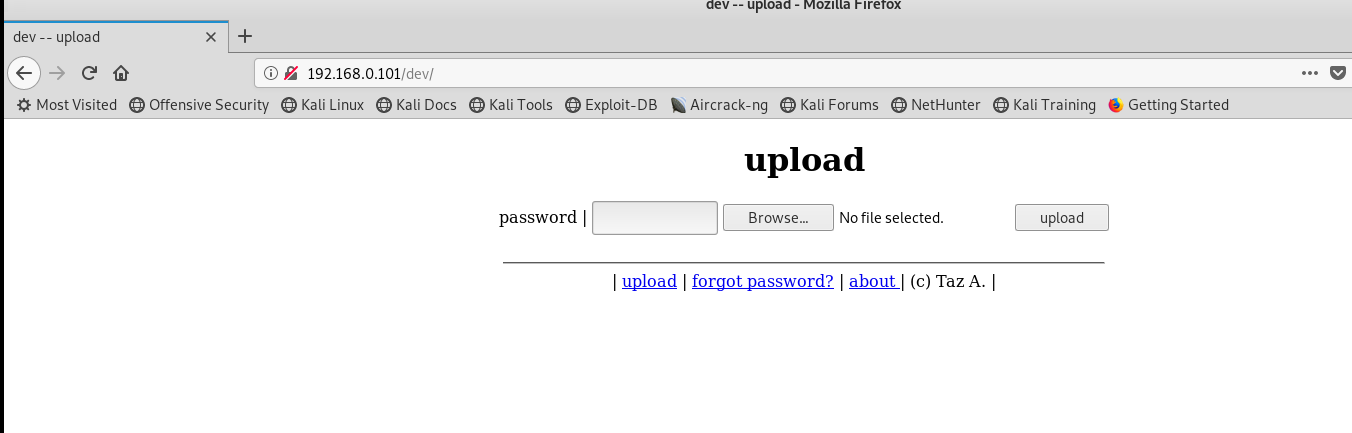 dev -- upload - Mozilla Firefox
dev -- upload
192.168.0.101/dev/
Most Visited Offensive Security Kali Linux Kali Docs Kali Tools Exploit-DB Aircrack-ng Kali Forums NetHunter Kali Training Getting Started
upload
password | Browse... No file selected. upload
| upload | forgot password? | about | (c) Taz A. |